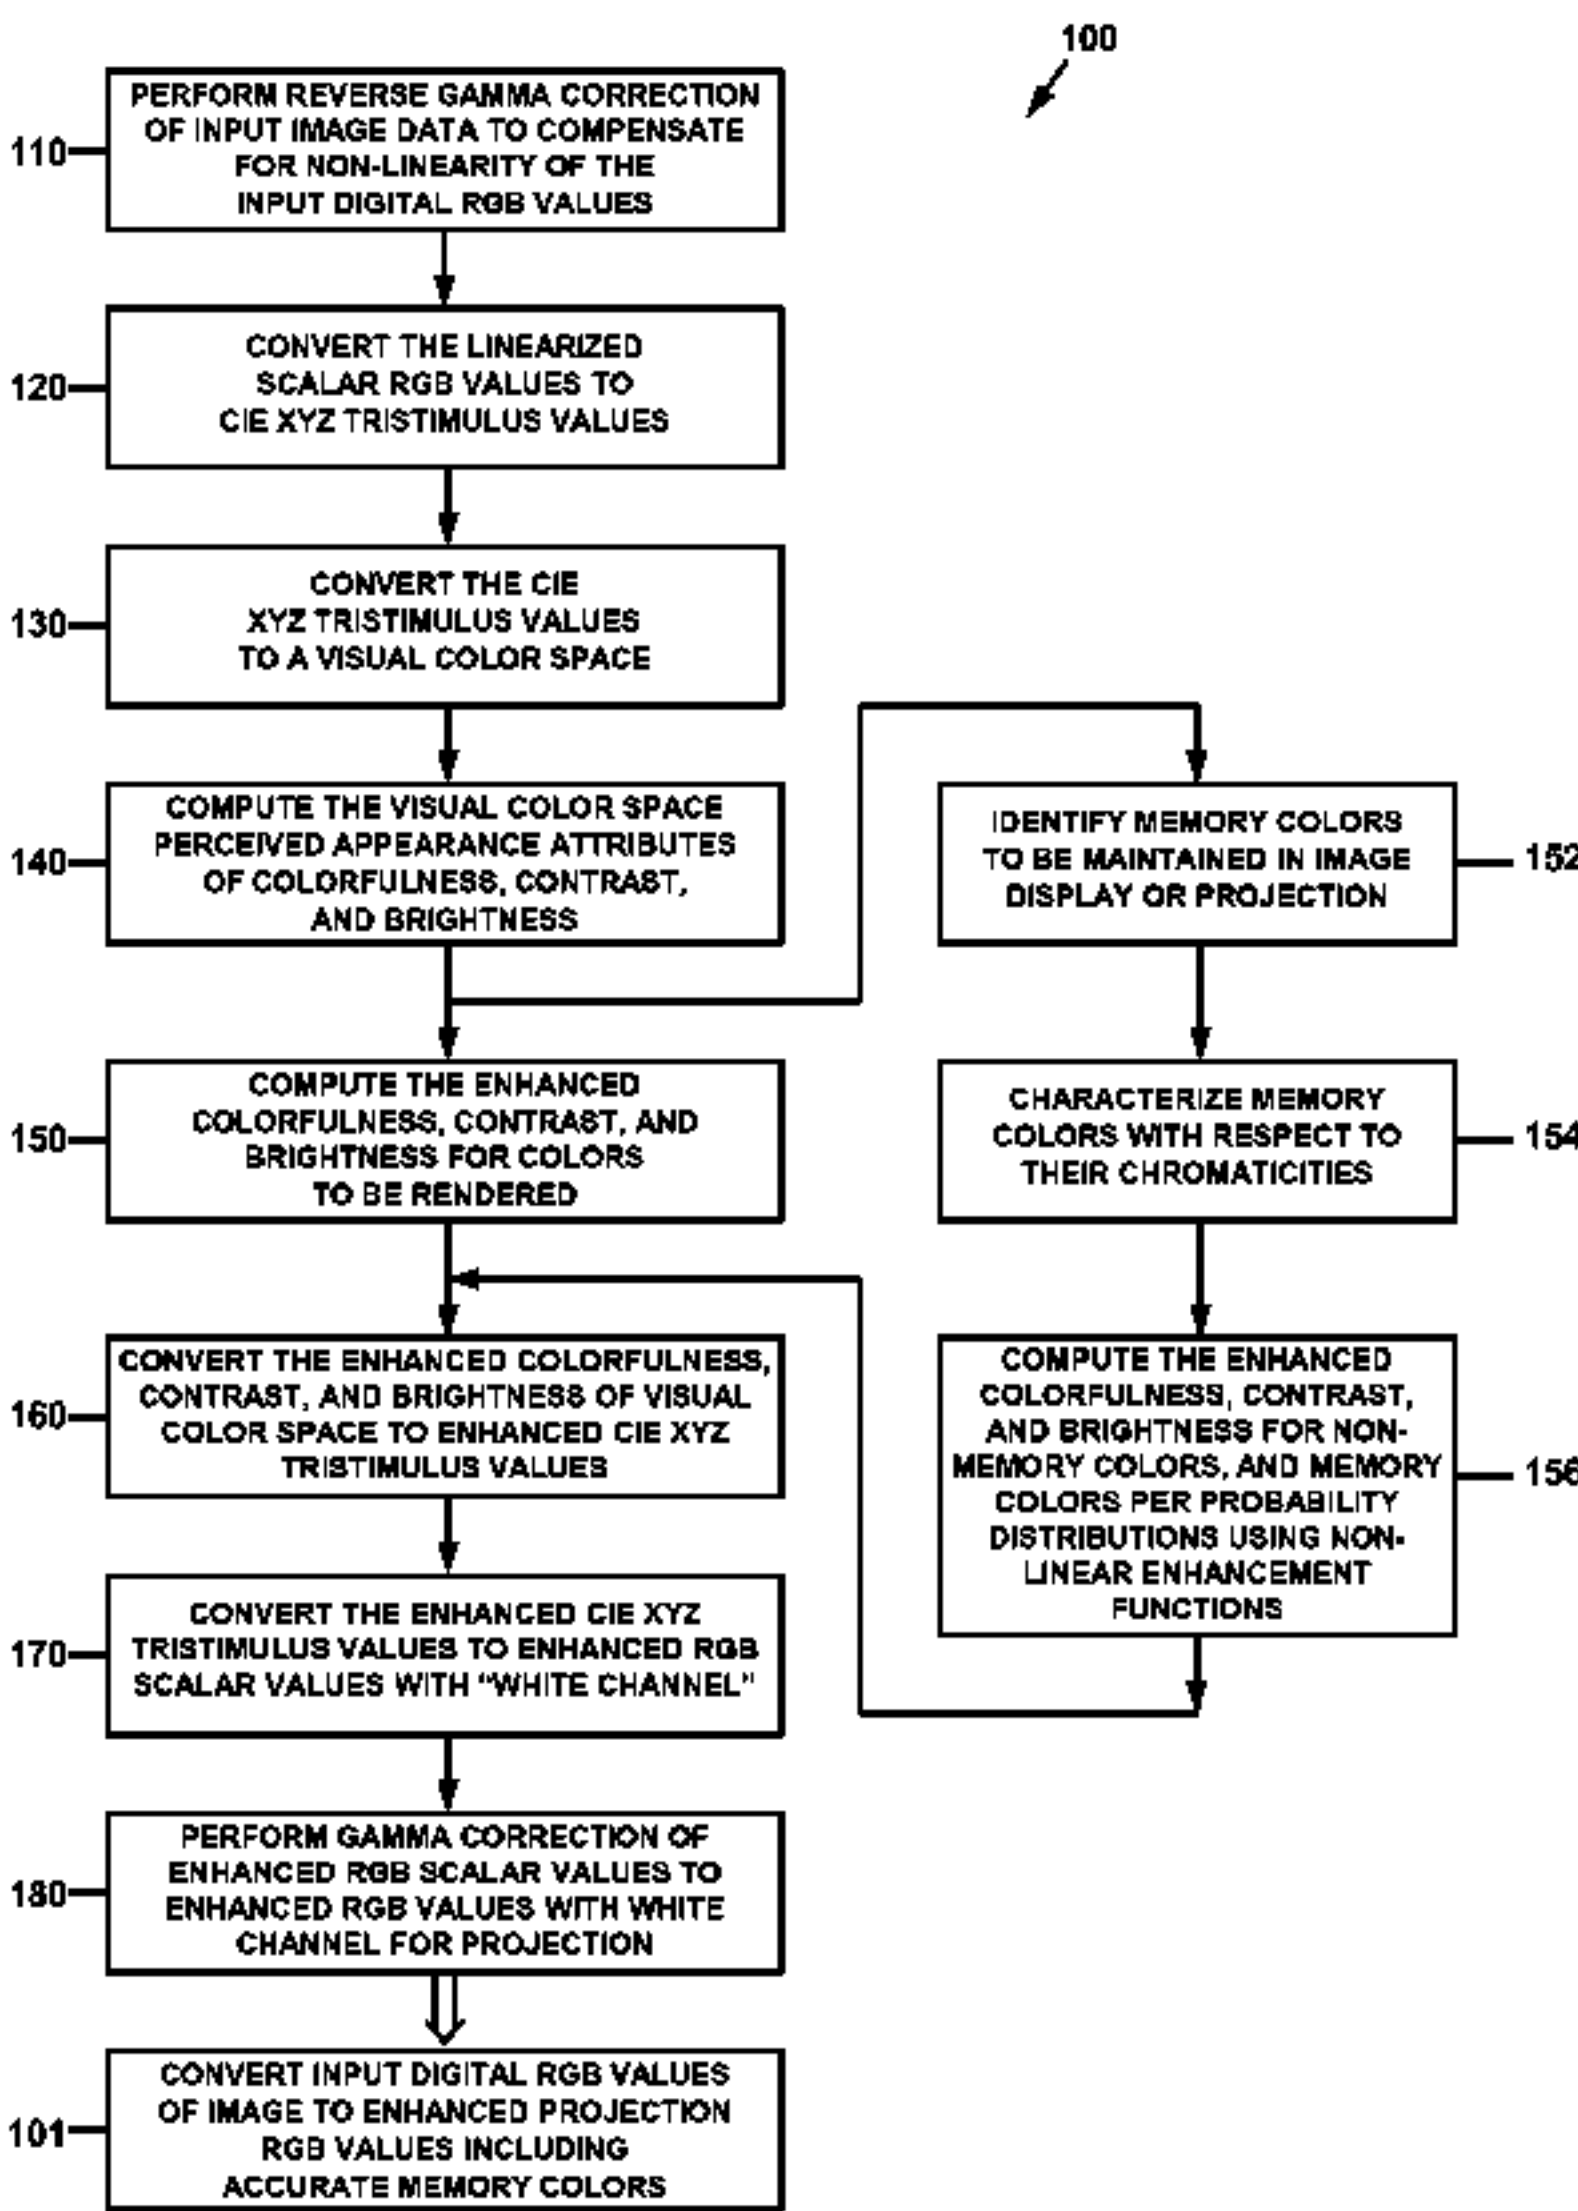 100
PERFORM REVERSE GAMMA CORRECTION
OF INPUT IMAGE DATA TO COMPENSATE
FOR NON-LINEARITY OF THE
INPUT DIGITAL RGB VALUES
110
CONVERT THE LINEARIZED
SCALAR RGB VALUES TO
CIE XYZ TRISTIMULUS VALUES
120
CONVERT THE CIE
XYZ TRISTIMULUS VALUES
TO A VISUAL COLOR SPACE
130
COMPUTE THE VISUAL COLOR SPACE
PERCEIVED APPEARANCE ATTRIBUTES
OF COLORFULNESS, CONTRAST,
AND BRIGHTNESS
140
IDENTIFY MEMORY COLORS
TO BE MAINTAINED IN IMAGE
DISPLAY OR PROJECTION
152
COMPUTE THE ENHANCED
COLORFULNESS, CONTRAST, AND
BRIGHTNESS FOR COLORS
TO BE RENDERED
150
CHARACTERIZE MEMORY
COLORS WITH RESPECT TO
THEIR CHROMATICITIES
154
CONVERT THE ENHANCED COLORFULNESS,
CONTRAST, AND BRIGHTNESS OF VISUAL
COLOR SPACE TO ENHANCED CIE XYZ
TRISTIMULUS VALUES
160
COMPUTE THE ENHANCED
COLORFULNESS, CONTRAST,
AND BRIGHTNESS FOR NON-
MEMORY COLORS, AND MEMORY
COLORS PER PROBABILITY
DISTRIBUTIONS USING NON-
LINEAR ENHANCEMENT
FUNCTIONS
156
CONVERT THE ENHANCED CIE XYZ
TRISTIMULUS VALUES TO ENHANCED RGB
SCALAR VALUES WITH "WHITE CHANNEL"
170
PERFORM GAMMA CORRECTION OF
ENHANCED RGB SCALAR VALUES TO
ENHANCED RGB VALUES WITH WHITE
CHANNEL FOR PROJECTION
180
CONVERT INPUT DIGITAL RGB VALUES
OF IMAGE TO ENHANCED PROJECTION
RGB VALUES INCLUDING
ACCURATE MEMORY COLORS
101